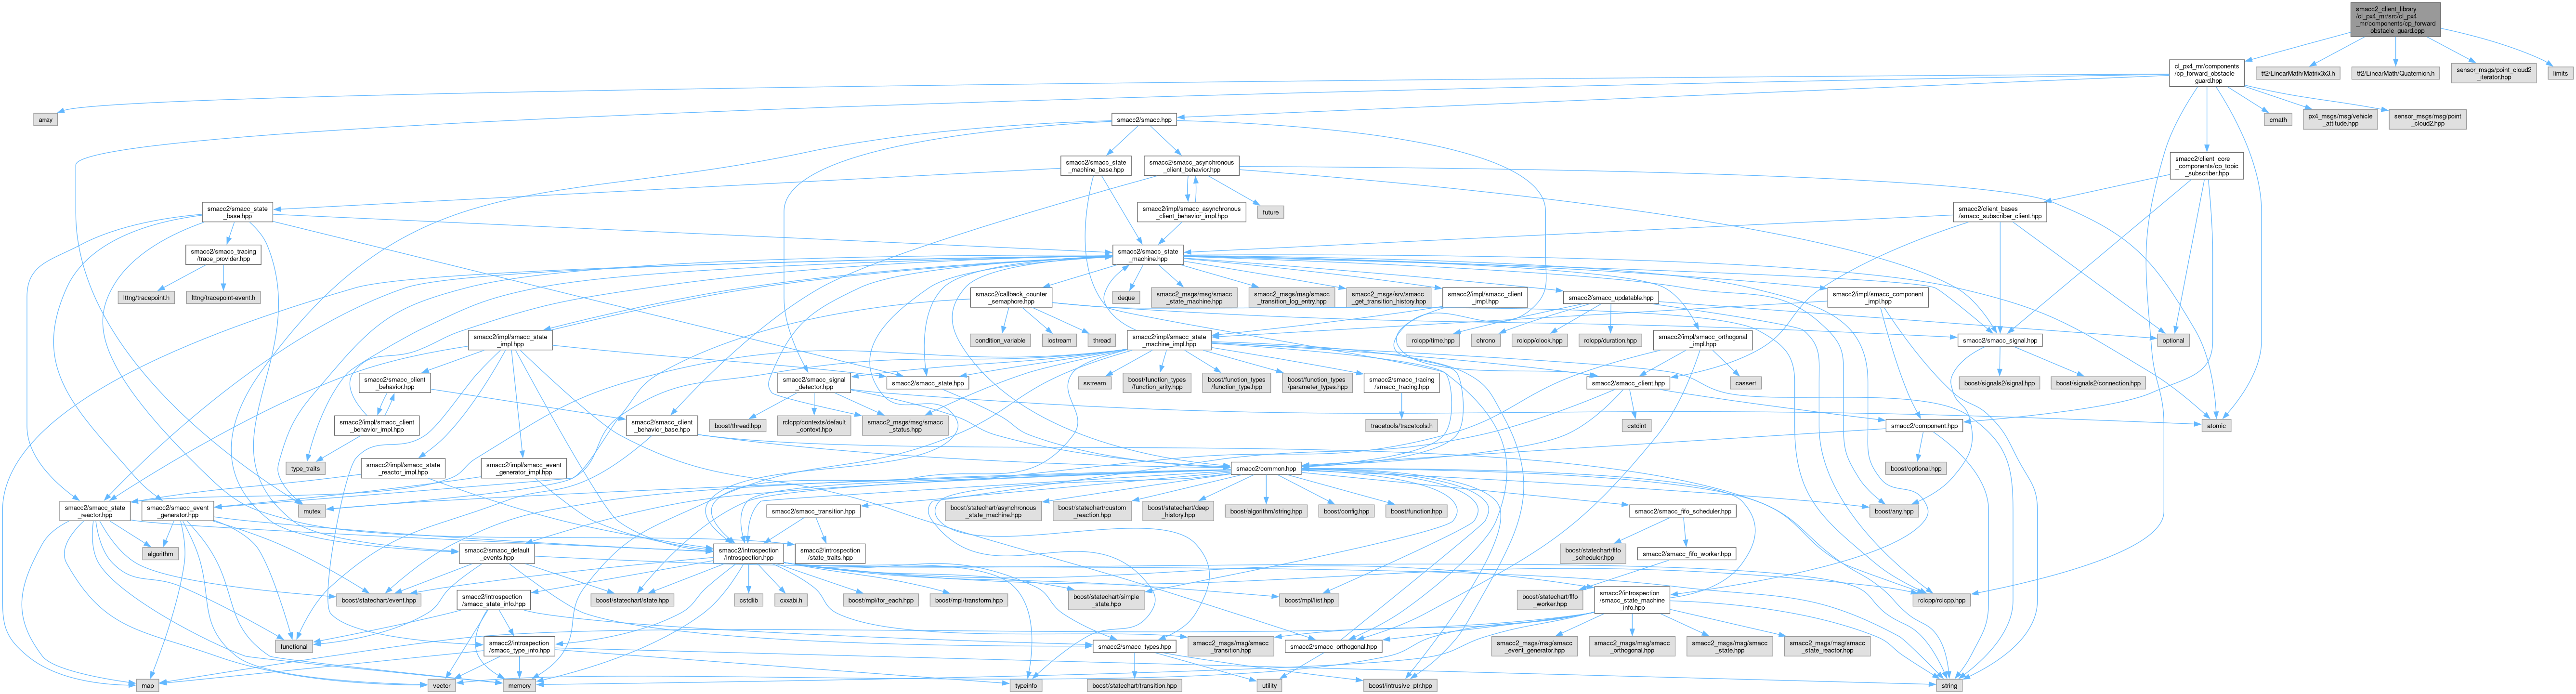 smacc2_client_library
/cl_px4_mr/src/cl_px4
_mr/components/cp_forward
_obstacle_guard.cpp
cl_px4_mr/components
/cp_forward_obstacle
_guard.hpp
tf2/LinearMath/Matrix3x3.h
tf2/LinearMath/Quaternion.h
sensor_msgs/point_cloud2
_iterator.hpp
limits
array
smacc2/smacc.hpp
cmath
px4_msgs/msg/vehicle
_attitude.hpp
sensor_msgs/msg/point
_cloud2.hpp
smacc2/smacc_state
_machine_base.hpp
smacc2/smacc_asynchronous
_client_behavior.hpp
smacc2/client_core
_components/cp_topic
_subscriber.hpp
smacc2/smacc_state
_base.hpp
smacc2/impl/smacc_asynchronous
_client_behavior_impl.hpp
future
smacc2/client_bases
/smacc_subscriber_client.hpp
smacc2/smacc_tracing
/trace_provider.hpp
smacc2/smacc_state
_machine.hpp
lttng/tracepoint.h
lttng/tracepoint-event.h
smacc2/callback_counter
_semaphore.hpp
deque
smacc2_msgs/msg/smacc
_state_machine.hpp
smacc2_msgs/msg/smacc
_transition_log_entry.hpp
smacc2_msgs/srv/smacc
_get_transition_history.hpp
smacc2/impl/smacc_client
_impl.hpp
smacc2/smacc_updatable.hpp
smacc2/impl/smacc_component
_impl.hpp
smacc2/impl/smacc_state
_impl.hpp
condition_variable
iostream
thread
smacc2/impl/smacc_state
_machine_impl.hpp
rclcpp/time.hpp
chrono
rclcpp/clock.hpp
rclcpp/duration.hpp
smacc2/impl/smacc_orthogonal
_impl.hpp
smacc2/smacc_signal.hpp
optional
smacc2/smacc_client
_behavior.hpp
smacc2/smacc_signal
_detector.hpp
smacc2/smacc_state.hpp
sstream
boost/function_types
/function_arity.hpp
boost/function_types
/function_type.hpp
boost/function_types
/parameter_types.hpp
smacc2/smacc_tracing
/smacc_tracing.hpp
smacc2/smacc_client.hpp
cassert
boost/signals2/signal.hpp
boost/signals2/connection.hpp
smacc2/impl/smacc_client
_behavior_impl.hpp
smacc2/smacc_client
_behavior_base.hpp
boost/thread.hpp
rclcpp/contexts/default
_context.hpp
smacc2_msgs/msg/smacc
_status.hpp
tracetools/tracetools.h
cstdint
smacc2/component.hpp
atomic
type_traits
smacc2/impl/smacc_state
_reactor_impl.hpp
smacc2/impl/smacc_event
_generator_impl.hpp
smacc2/common.hpp
boost/optional.hpp
smacc2/smacc_state
_reactor.hpp
smacc2/smacc_event
_generator.hpp
mutex
smacc2/smacc_transition.hpp
boost/statechart/asynchronous
_state_machine.hpp
boost/statechart/custom
_reaction.hpp
boost/statechart/deep
_history.hpp
boost/algorithm/string.hpp
boost/config.hpp
boost/function.hpp
smacc2/smacc_fifo_scheduler.hpp
boost/any.hpp
algorithm
smacc2/smacc_default
_events.hpp
smacc2/introspection
/introspection.hpp
smacc2/introspection
/state_traits.hpp
boost/statechart/fifo
_scheduler.hpp
smacc2/smacc_fifo_worker.hpp
boost/statechart/event.hpp
smacc2/introspection
/smacc_state_info.hpp
boost/statechart/state.hpp
cstdlib
cxxabi.h
boost/mpl/for_each.hpp
boost/mpl/transform.hpp
boost/statechart/simple
_state.hpp
boost/mpl/list.hpp
boost/statechart/fifo
_worker.hpp
smacc2/introspection
/smacc_state_machine
_info.hpp
rclcpp/rclcpp.hpp
functional
smacc2/introspection
/smacc_type_info.hpp
smacc2/smacc_types.hpp
smacc2_msgs/msg/smacc
_transition.hpp
smacc2/smacc_orthogonal.hpp
smacc2_msgs/msg/smacc
_event_generator.hpp
smacc2_msgs/msg/smacc
_orthogonal.hpp
smacc2_msgs/msg/smacc
_state.hpp
smacc2_msgs/msg/smacc
_state_reactor.hpp
map
vector
memory
typeinfo
boost/statechart/transition.hpp
utility
boost/intrusive_ptr.hpp
string